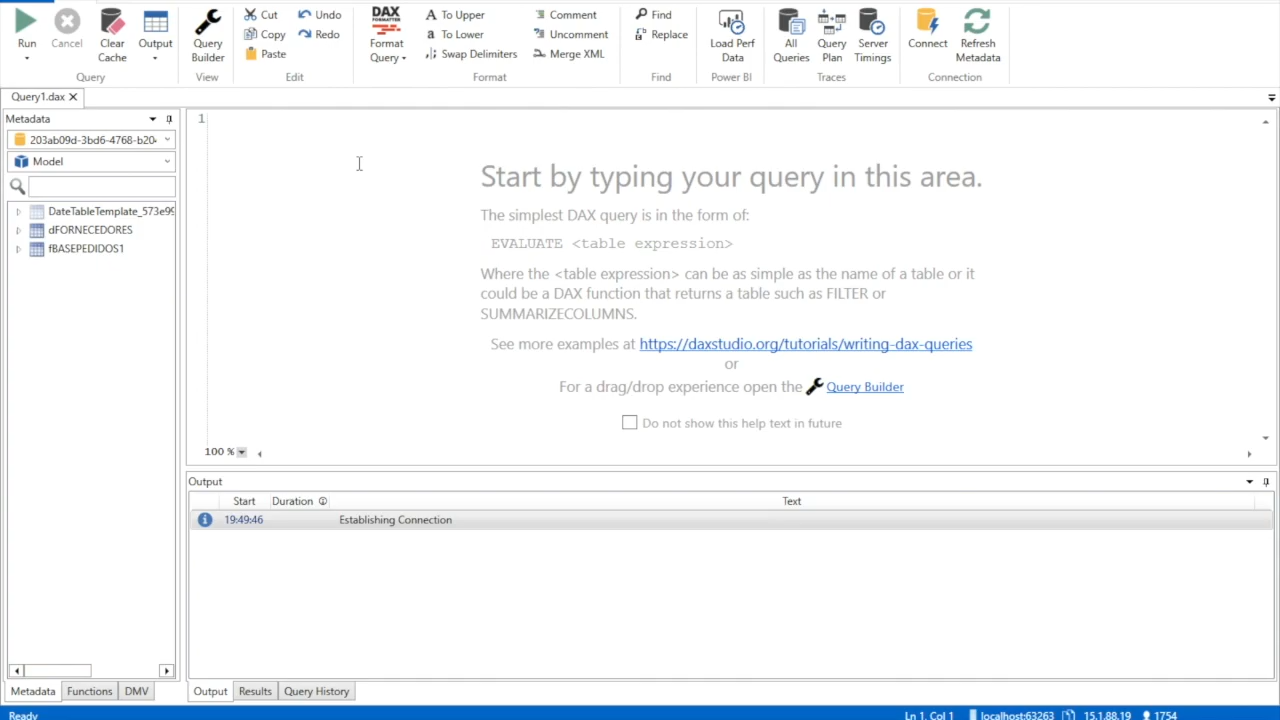 Run
Cancel
Clear Cache
Output
Query
Query Builder
View
Cut
Copy
Paste
Undo
Redo
Edit
DAX
FORMATTER
Format Query
A To Upper
a To Lower
Swap Delimiters
Comment
Uncomment
Merge XML
Format
Find
Replace
Find
Load Perf Data
Power BI
All Queries
Query Plan
Server Timings
Traces
Connect
Refresh Metadata
Connection
Query1.dax
Metadata
203ab09d-3bd6-4768-b20
Model
DateTableTemplate_573e99
dFORNECEDORES
fBASEPEDIDOS1
1
Start by typing your query in this area.
The simplest DAX query is in the form of:
EVALUATE <table expression>
Where the <table expression> can be as simple as the name of a table or it
could be a DAX function that returns a table such as FILTER or
SUMMARIZECOLUMNS.
See more examples at https://daxstudio.org/tutorials/writing-dax-queries
or
For a drag/drop experience open the Query Builder
Do not show this help text in future
100 %
Output
Start Duration Text
19:49:46 Establishing Connection
Metadata Functions DMV
Output Results Query History
Ready
Ln 1, Col 1 localhost:63263 15.1.88.19 1754